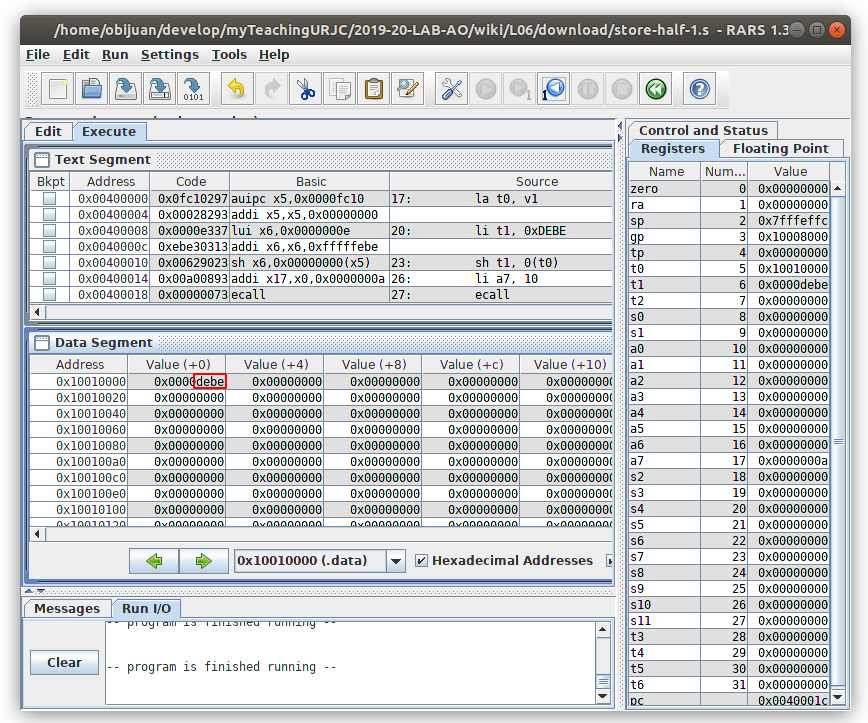 /home/obijuan/develop/myTeachingURJC/2019-20-LAB-AO/wiki/L06/download/store-half-1.s - RARS 1.3
File Edit Run Settings Tools Help
0101 1 1
Edit Execute
Text Segment
Bkpt Address Code Basic Source
0x00400000 0x0fc10297 auipc x5,0x0000fc10 17: la t0, v1
0x00400004 0x00028293 addi x5,x5,0x00000000
0x00400008 0x0000e337 lui x6,0x0000000e 20: li t1, 0xDEBE
0x0040000c 0xebe30313 addi x6,x6,0xfffffebe
0x00400010 0x00629023 sh x6,0x00000000(x5) 23: sh t1, 0(t0)
0x00400014 0x00a00893 addi x17,x0,0x0000000a 26: li a7, 10
0x00400018 0x00000073 ecall 27: ecall
Data Segment
Address Value (+0) Value (+4) Value (+8) Value (+c) Value (+10)
0x10010000 0x0000debe 0x00000000 0x00000000 0x00000000 0x00000000
0x10010020 0x00000000 0x00000000 0x00000000 0x00000000 0x00000000
0x10010040 0x00000000 0x00000000 0x00000000 0x00000000 0x00000000
0x10010060 0x00000000 0x00000000 0x00000000 0x00000000 0x00000000
0x10010080 0x00000000 0x00000000 0x00000000 0x00000000 0x00000000
0x100100a0 0x00000000 0x00000000 0x00000000 0x00000000 0x00000000
0x100100c0 0x00000000 0x00000000 0x00000000 0x00000000 0x00000000
0x100100e0 0x00000000 0x00000000 0x00000000 0x00000000 0x00000000
0x10010100 0x00000000 0x00000000 0x00000000 0x00000000 0x00000000
0x10010120 0x00000000 0x00000000 0x00000000 0x00000000 0x00000000
0x10010000 (.data) Hexadecimal Addresses
Messages Run I/O
-- program is finished running --
Clear
-- program is finished running --
Control and Status
Registers Floating Point
Name Num... Value
zero 0 0x00000000
ra 1 0x00000000
sp 2 0x7fffeffc
gp 3 0x10008000
tp 4 0x00000000
t0 5 0x10010000
t1 6 0x0000debe
t2 7 0x00000000
s0 8 0x00000000
s1 9 0x00000000
a0 10 0x00000000
a1 11 0x00000000
a2 12 0x00000000
a3 13 0x00000000
a4 14 0x00000000
a5 15 0x00000000
a6 16 0x00000000
a7 17 0x0000000a
s2 18 0x00000000
s3 19 0x00000000
s4 20 0x00000000
s5 21 0x00000000
s6 22 0x00000000
s7 23 0x00000000
s8 24 0x00000000
s9 25 0x00000000
s10 26 0x00000000
s11 27 0x00000000
t3 28 0x00000000
t4 29 0x00000000
t5 30 0x00000000
t6 31 0x00000000
pc 0x0040001c